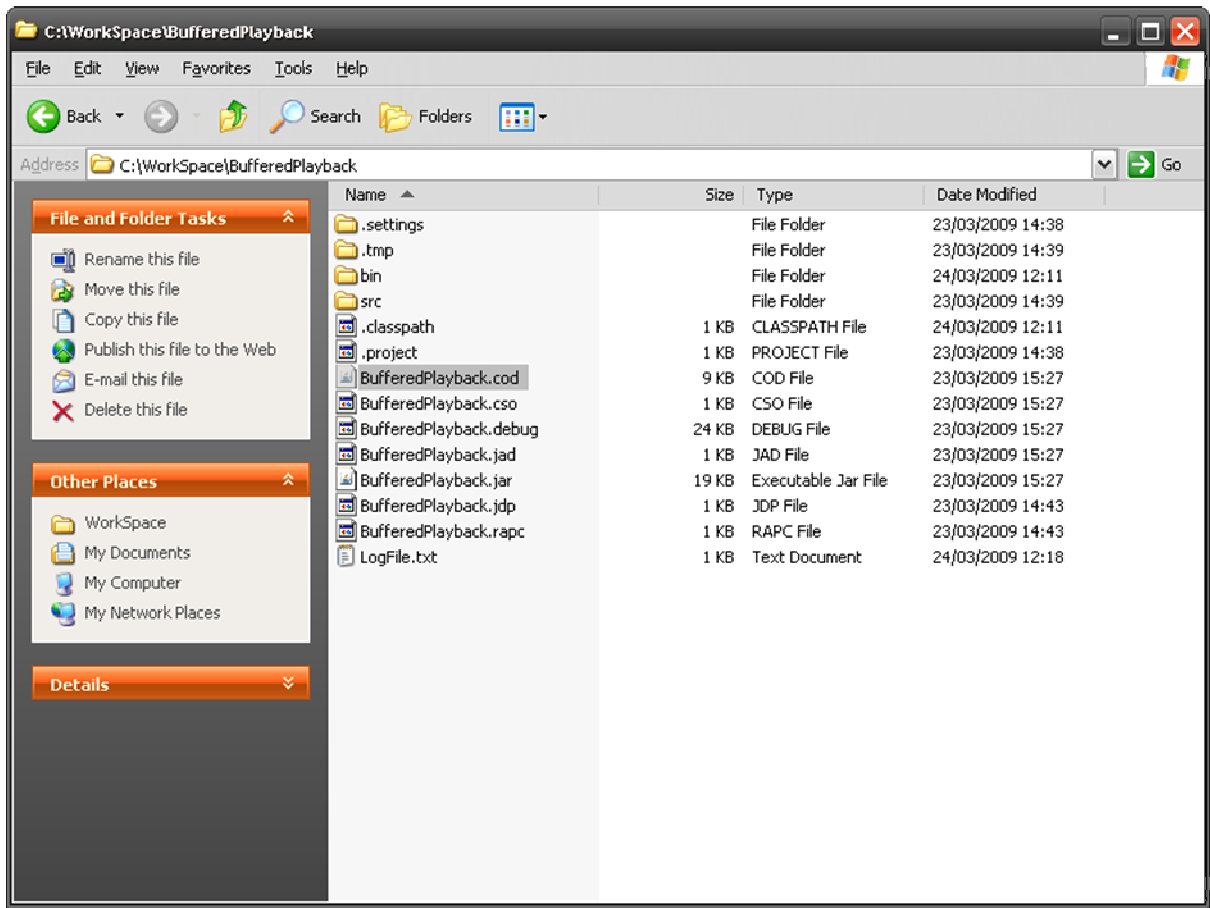 C:\WorkSpace\BufferedPlayback
File Edit View Favorites Tools Help
Back Search Folders
Address C:\WorkSpace\BufferedPlayback Go
File and Folder Tasks
Rename this file
Move this file
Copy this file
Publish this file to the Web
E-mail this file
Delete this file
Other Places
WorkSpace
My Documents
My Computer
My Network Places
Details
Name Size Type Date Modified
.settings File Folder 23/03/2009 14:38
.tmp File Folder 23/03/2009 14:39
bin File Folder 24/03/2009 12:11
src File Folder 23/03/2009 14:39
.classpath 1 KB CLASSPATH File 24/03/2009 12:11
.project 1 KB PROJECT File 23/03/2009 14:38
BufferedPlayback.cod 9 KB COD File 23/03/2009 15:27
BufferedPlayback.cso 1 KB CSO File 23/03/2009 15:27
BufferedPlayback.debug 24 KB DEBUG File 23/03/2009 15:27
BufferedPlayback.jad 1 KB JAD File 23/03/2009 15:27
BufferedPlayback.jar 19 KB Executable Jar File 23/03/2009 15:27
BufferedPlayback.jdp 1 KB JDP File 23/03/2009 14:43
BufferedPlayback.rapc 1 KB RAPC File 23/03/2009 14:43
LogFile.txt 1 KB Text Document 24/03/2009 12:18